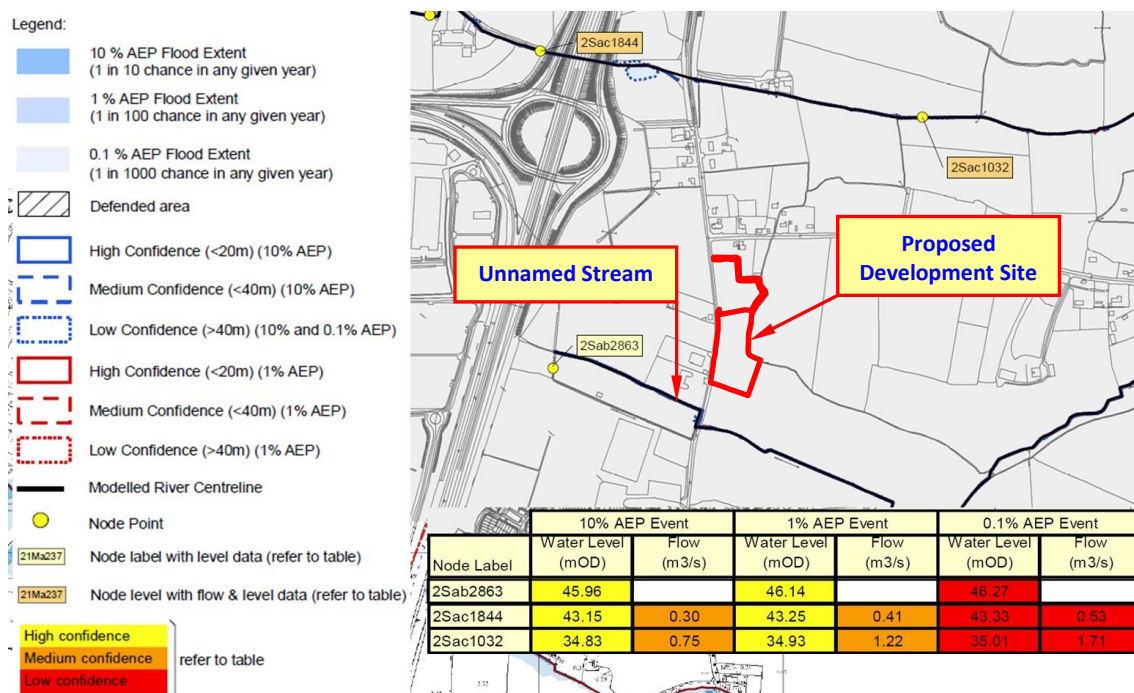 Legend:
10 % AEP Flood Extent
(1 in 10 chance in any given year)
1 % AEP Flood Extent
(1 in 100 chance in any given year)
0.1 % AEP Flood Extent
(1 in 1000 chance in any given year)
Defended area
High Confidence (<20m) (10% AEP)
Medium Confidence (<40m) (10% AEP)
Low Confidence (>40m) (10% and 0.1% AEP)
High Confidence (<20m) (1% AEP)
Medium Confidence (<40m) (1% AEP)
Low Confidence (>40m) (1% AEP)
Modelled River Centreline
Node Point
21Ma237 Node label with level data (refer to table)
21Ma237 Node level with flow & level data (refer to table)
High confidence
Medium confidence
Low confidence
refer to table
2Sac1844
2Sac1032
Unnamed Stream
Proposed
Development Site
2Sab2863
10% AEP Event 1% AEP Event 0.1% AEP Event
Node Label Water Level (mOD) Flow (m3/s) Water Level (mOD) Flow (m3/s) Water Level (mOD) Flow (m3/s)
2Sab2863 45.96 46.14 46.27
2Sac1844 43.15 0.30 43.25 0.41 43.33 0.53
2Sac1032 34.83 0.75 34.93 1.22 35.01 1.71